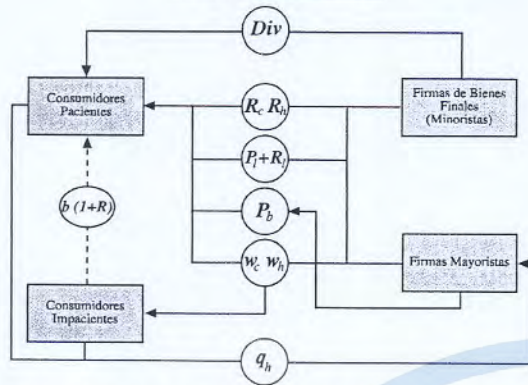 Div
Consumidores
Pacientes
R_c R_h
Firmas de Bienes
Finales
(Minoristas)
P_l+R_l
b (1+R)
P_b
w_c w_h
Firmas Mayoristas
Consumidores
Impacientes
q_h